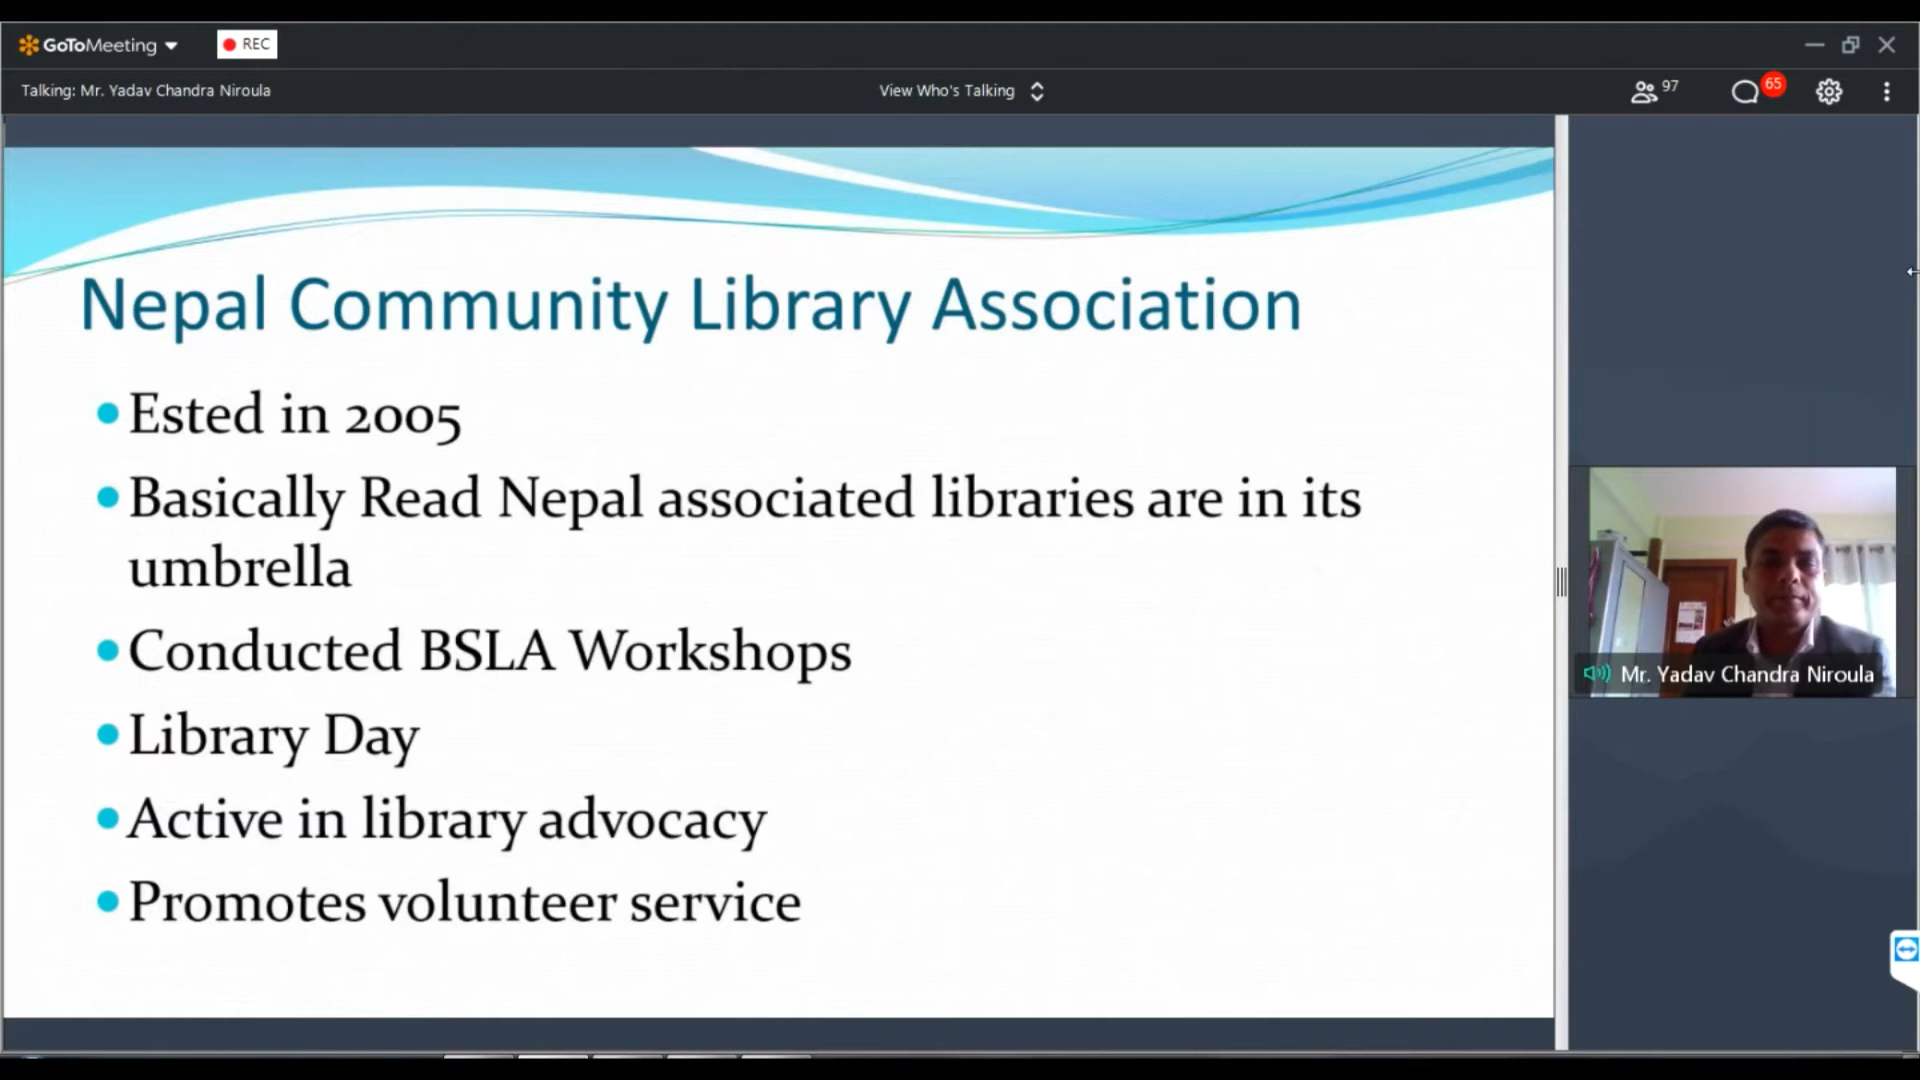 GoToMeeting
REC
Talking: Mr. Yadav Chandra Niroula
View Who's Talking
97
65
Nepal Community Library Association
Ested in 2005
Basically Read Nepal associated libraries are in its
umbrella
Conducted BSLA Workshops
Library Day
Active in library advocacy
Promotes volunteer service
Mr. Yadav Chandra Niroula